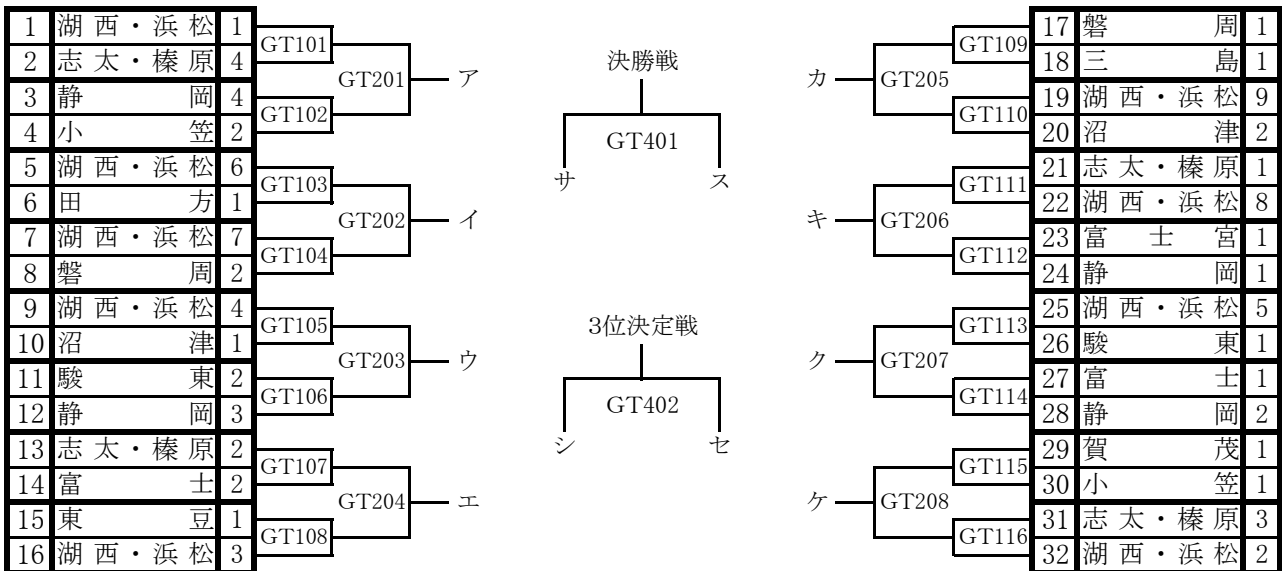 1 湖西・浜松 1
GT101
2 志太・榛原 4
GT201 ア
3 静岡 4
GT102
4 小笠 2
5 湖西・浜松 6
GT103
6 田方 1
GT202 イ
7 湖西・浜松 7
GT104
8 磐周 2
9 湖西・浜松 4
GT105
10 沼津 1
GT203 ウ
11 駿東 2
GT106
12 静岡 3
13 志太・榛原 2
GT107
14 富士 2
GT204 エ
15 東豆 1
GT108
16 湖西・浜松 3
決勝戦
GT401
サ ス
3位決定戦
GT402
シ セ
17 磐周 1
GT109
18 三島 1
カ GT205
19 湖西・浜松 9
GT110
20 沼津 2
21 志太・榛原 1
GT111
22 湖西・浜松 8
キ GT206
23 富士宮 1
GT112
24 静岡 1
25 湖西・浜松 5
GT113
26 駿東 1
ク GT207
27 富士 1
GT114
28 静岡 2
29 賀茂 1
GT115
30 小笠 1
ケ GT208
31 志太・榛原 3
GT116
32 湖西・浜松 2